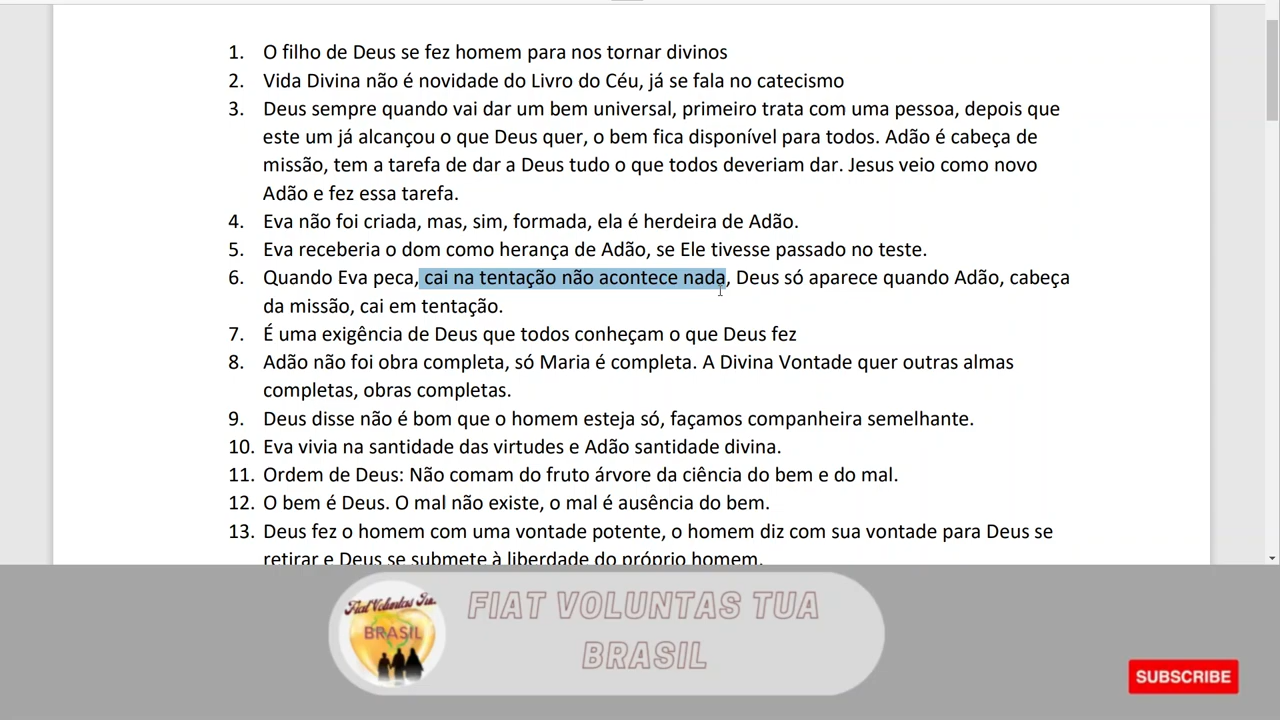 1. O filho de Deus se fez homem para nos tornar divinos
2. Vida Divina não é novidade do Livro do Céu, já se fala no catecismo
3. Deus sempre quando vai dar um bem universal, primeiro trata com uma pessoa, depois que
este um já alcançou o que Deus quer, o bem fica disponível para todos. Adão é cabeça de
missão, tem a tarefa de dar a Deus tudo o que todos deveriam dar. Jesus veio como novo
Adão e fez essa tarefa.
4. Eva não foi criada, mas, sim, formada, ela é herdeira de Adão.
5. Eva receberia o dom como herança de Adão, se Ele tivesse passado no teste.
6. Quando Eva peca, cai na tentação não acontece nada, Deus só aparece quando Adão, cabeça
da missão, cai em tentação.
7. É uma exigência de Deus que todos conheçam o que Deus fez
8. Adão não foi obra completa, só Maria é completa. A Divina Vontade quer outras almas
completas, obras completas.
9. Deus disse não é bom que o homem esteja só, façamos companheira semelhante.
10. Eva vivia na santidade das virtudes e Adão santidade divina.
11. Ordem de Deus: Não comam do fruto árvore da ciência do bem e do mal.
12. O bem é Deus. O mal não existe, o mal é ausência do bem.
13. Deus fez o homem com uma vontade potente, o homem diz com sua vontade para Deus se
retirar e Deus se submete à liberdade do próprio homem.
Fiat Voluntas Tua
BRASIL
FIAT VOLUNTAS TUA
BRASIL
SUBSCRIBE